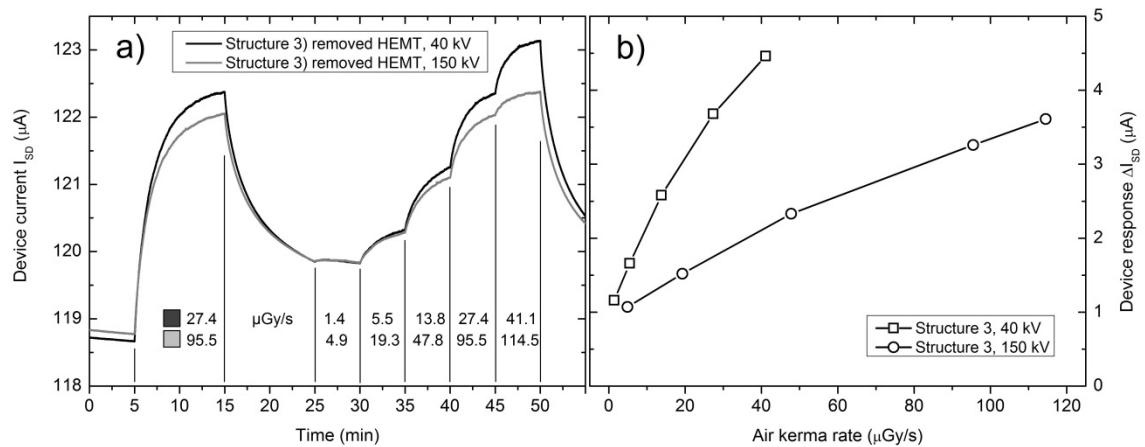 a)
Structure 3) removed HEMT, 40 kV
Structure 3) removed HEMT, 150 kV
Device current I_SD (µA)
123
122
121
120
119
118
27.4 µGy/s 1.4 5.5 13.8 27.4 41.1
95.5 4.9 19.3 47.8 95.5 114.5
0 5 10 15 20 25 30 35 40 45 50
Time (min)
b)
5
4
3
2
1
0
Device response ΔI_SD (µA)
Structure 3, 40 kV
Structure 3, 150 kV
0 20 40 60 80 100 120
Air kerma rate (µGy/s)